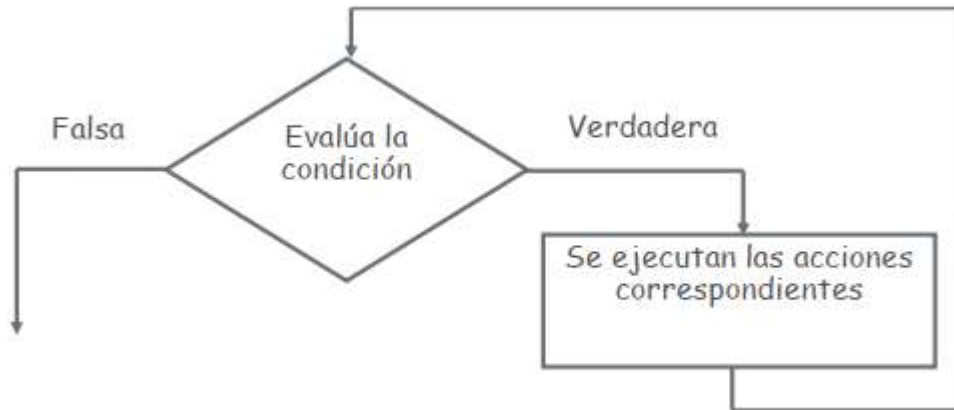 Falsa
Evalúa la
condición
Verdadera
Se ejecutan las acciones
correspondientes